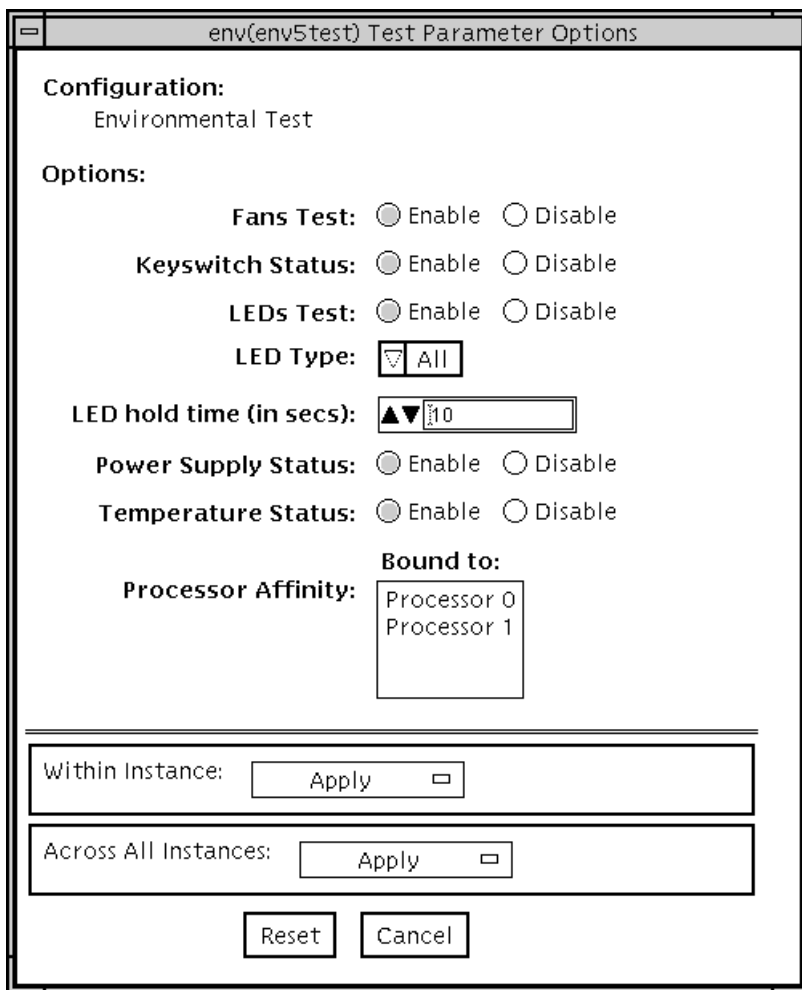 env(env5test) Test Parameter Options
Configuration:
Environmental Test
Options:
Fans Test: Enable Disable
Keyswitch Status: Enable Disable
LEDs Test: Enable Disable
LED Type: All
LED hold time (in secs): 10
Power Supply Status: Enable Disable
Temperature Status: Enable Disable
Bound to:
Processor Affinity: Processor 0
Processor 1
Within Instance: Apply
Across All Instances: Apply
Reset Cancel